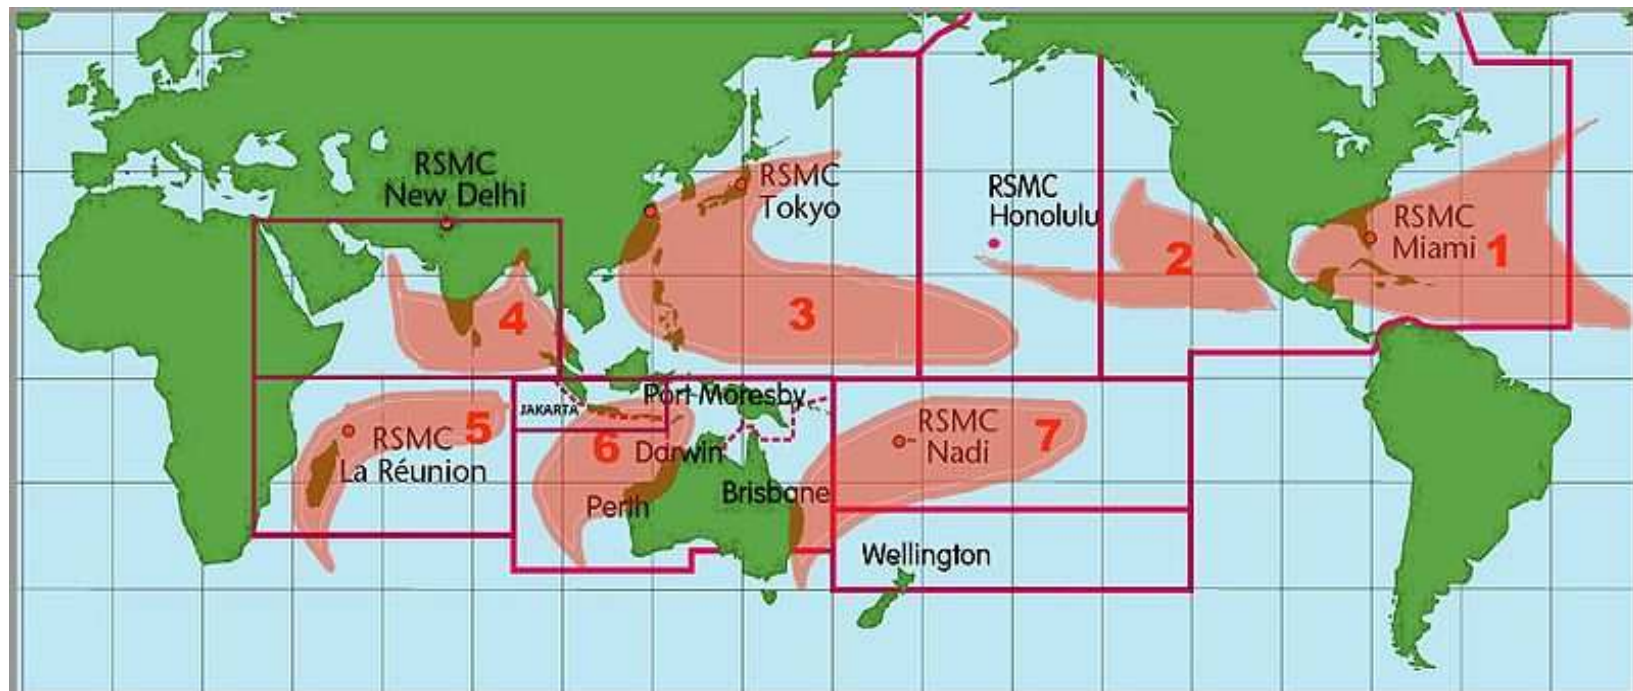 RSMC
New Delhi
RSMC
Tokyo
RSMC
Honolulu
RSMC
Miami
1
2
3
4
5
RSMC
La Réunion
JAKARTA
Port Moresby
6
Darwin
Perth
Brisbane
RSMC
Nadi
7
Wellington